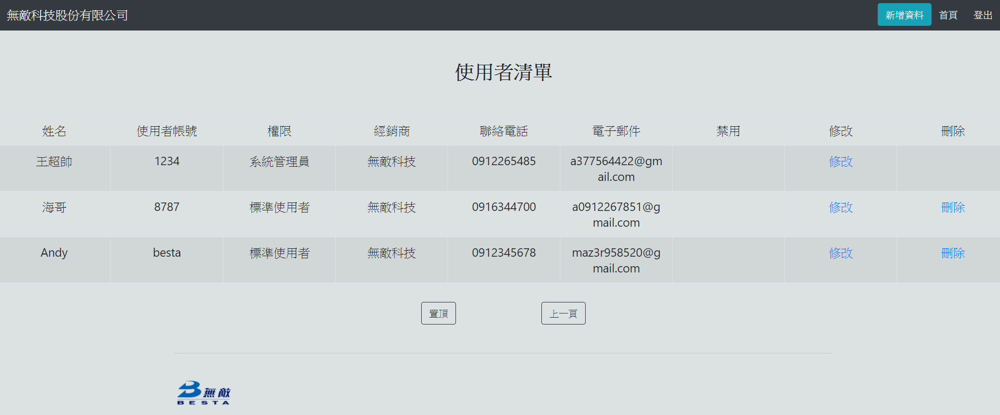 無敵科技股份有限公司 新增資料 首頁 登出
使用者清單
姓名 使用者帳號 權限 經銷商 聯絡電話 電子郵件 禁用 修改 刪除
王超帥 1234 系統管理員 無敵科技 0912265485 a377564422@gm 修改
ail.com
海哥 8787 標準使用者 無敵科技 0916344700 a0912267851@g 修改 刪除
mail.com
Andy besta 標準使用者 無敵科技 0912345678 maz3r958520@g 修改 刪除
mail.com
置頂 上一頁
無敵
BESTA